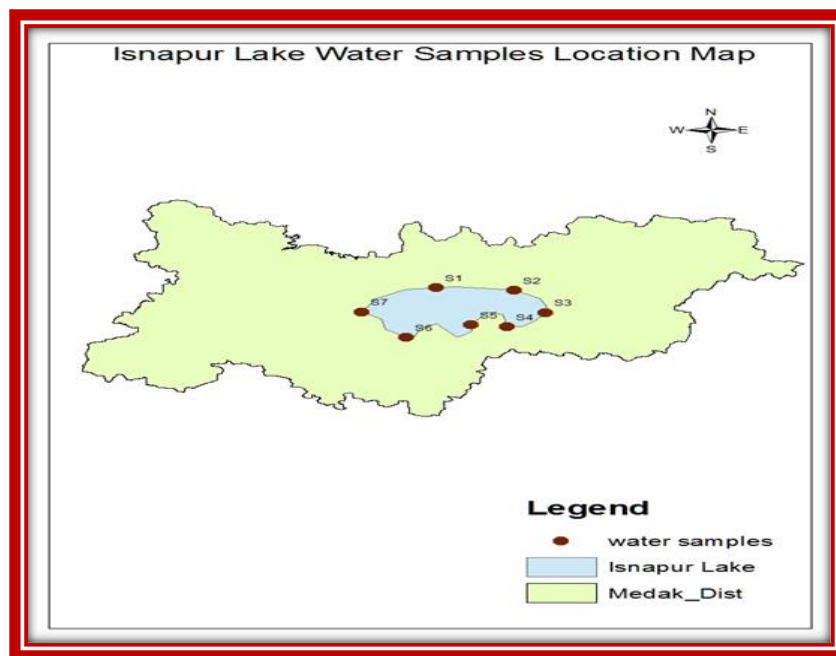 Isnapur Lake Water Samples Location Map
N
W E
S
S1
S2
S7
S3
S5
S4
S6
Legend
water samples
Isnapur Lake
Medak_Dist